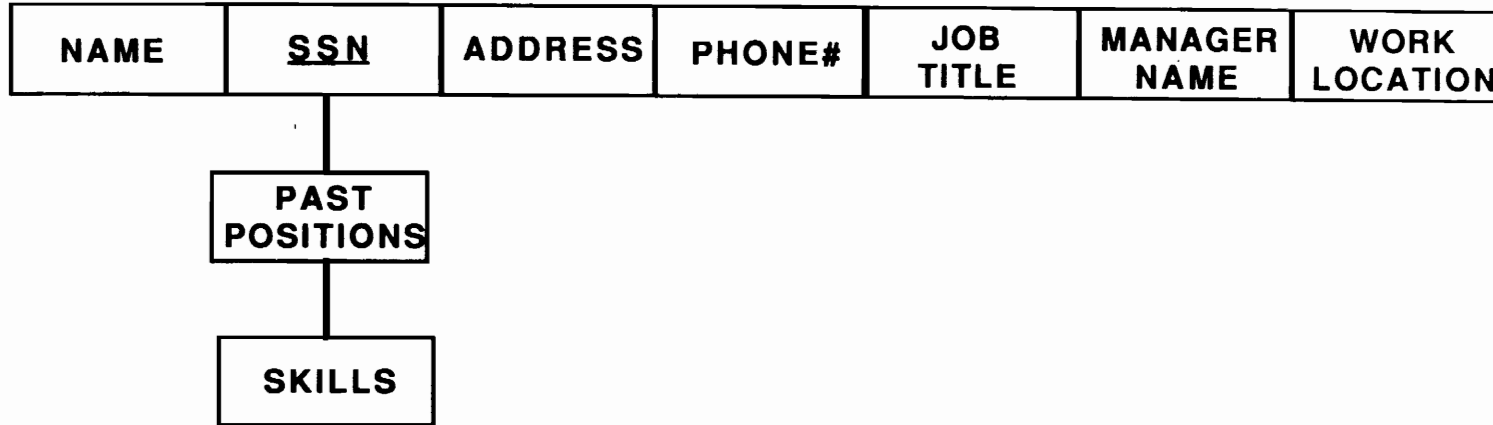 NAME
SSN
ADDRESS
PHONE#
JOB
TITLE
MANAGER
NAME
WORK
LOCATION
PAST
POSITIONS
SKILLS